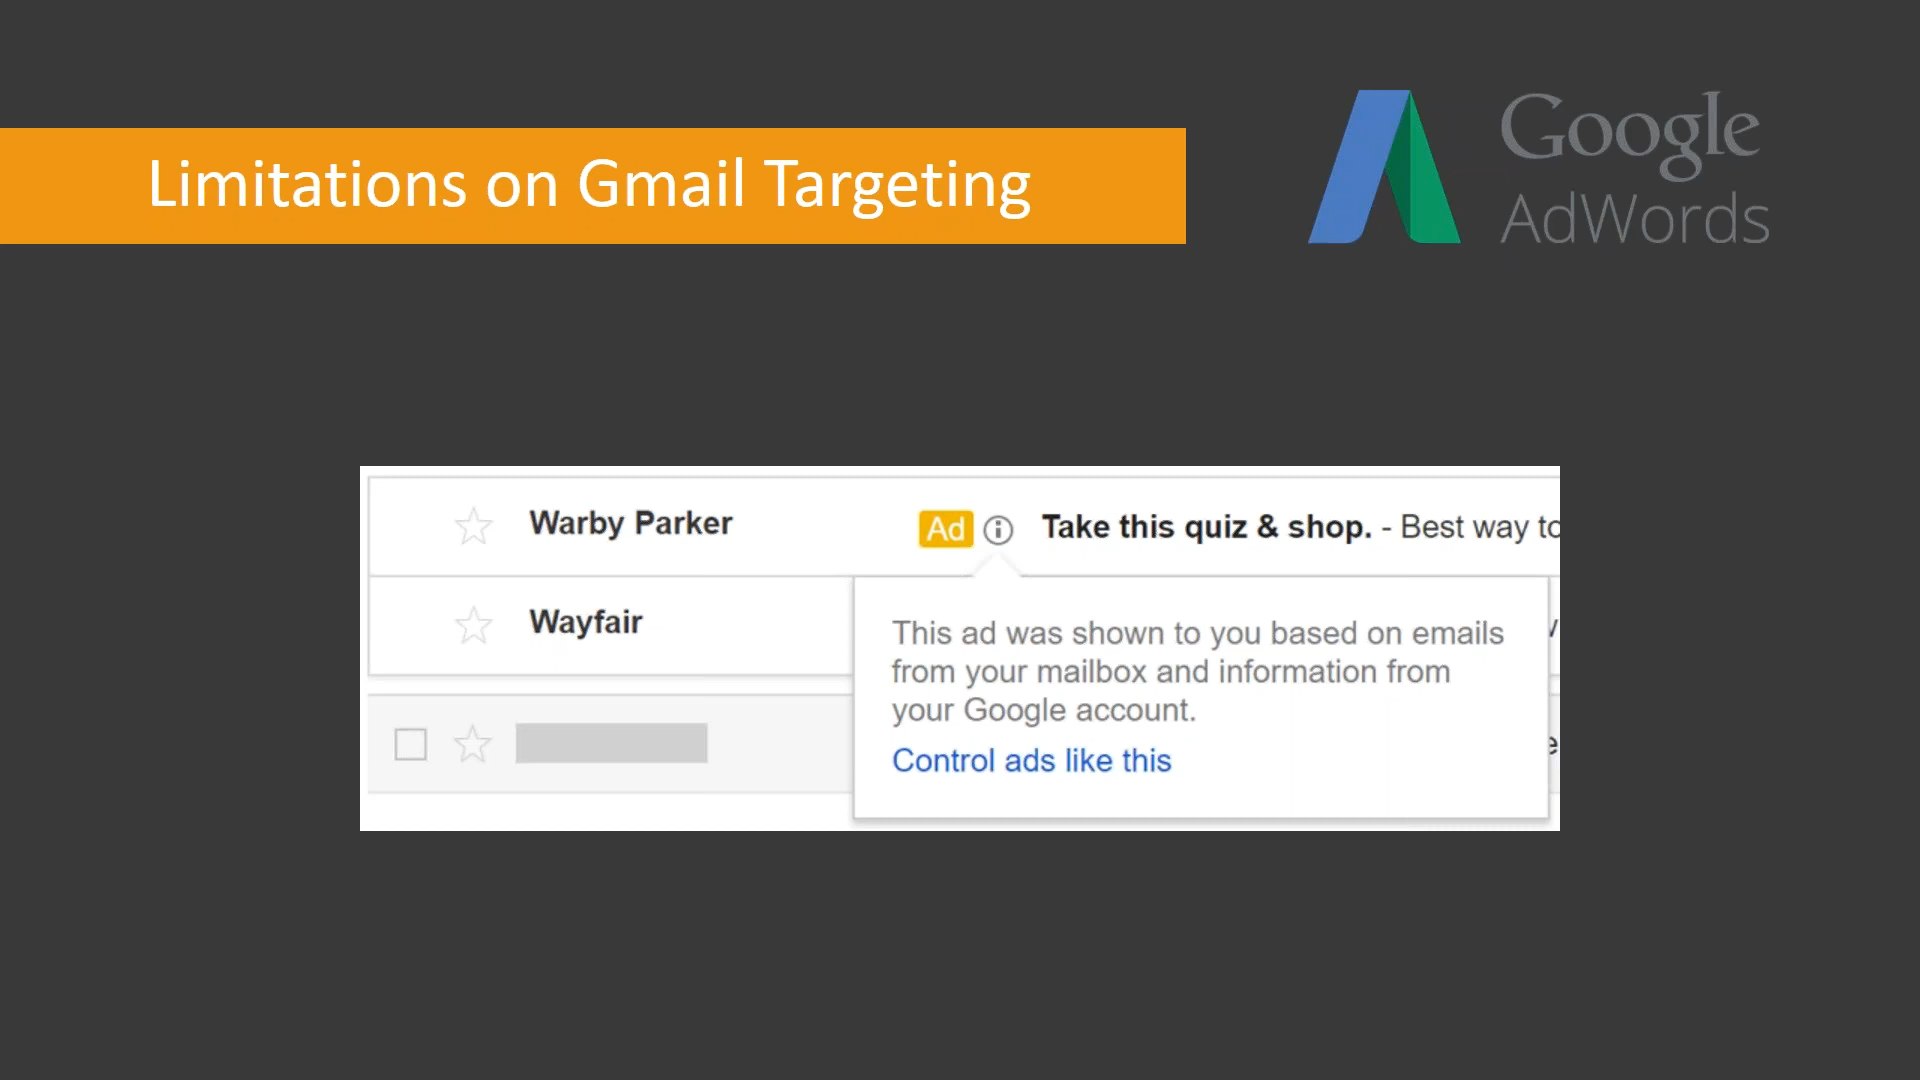 Limitations on Gmail Targeting
Google
AdWords
Warby Parker Ad Take this quiz & shop. - Best way to
Wayfair
This ad was shown to you based on emails
from your mailbox and information from
your Google account.
Control ads like this